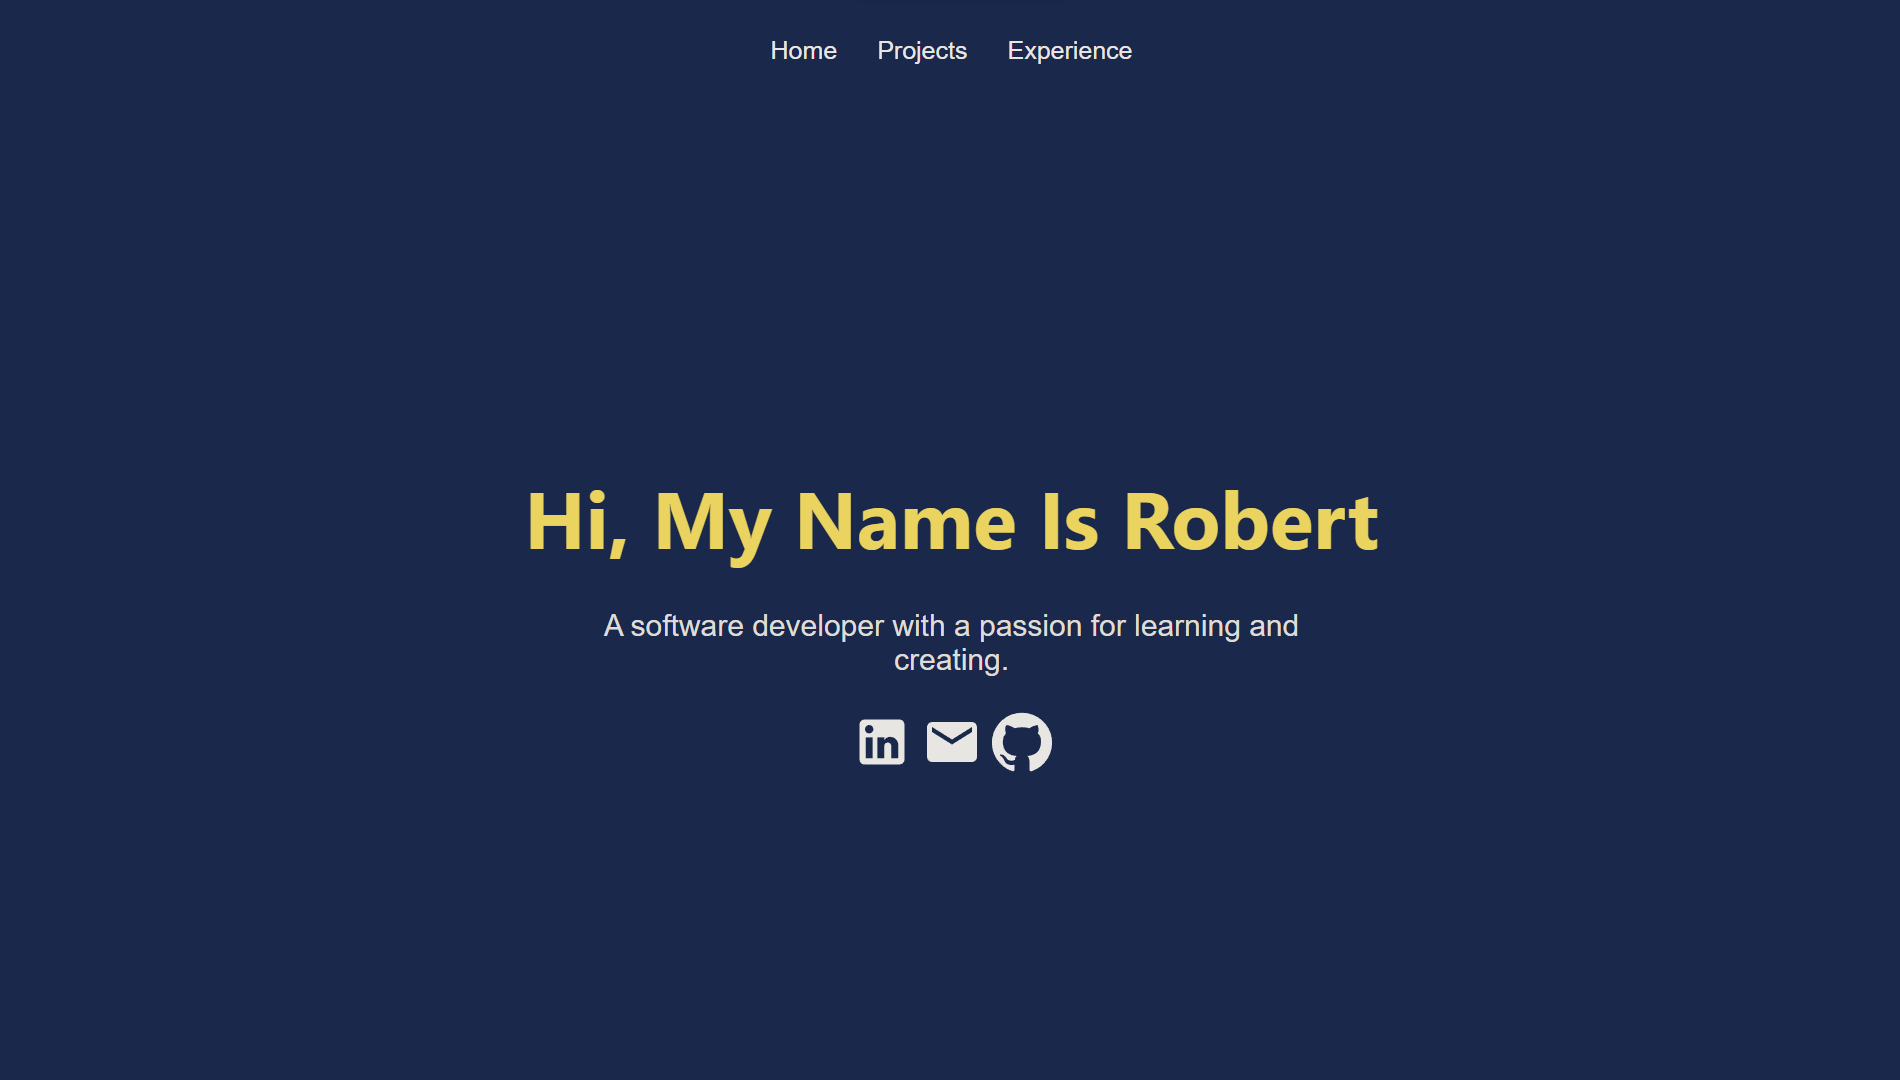 Home Projects Experience
Hi, My Name Is Robert
A software developer with a passion for learning and
creating.
in